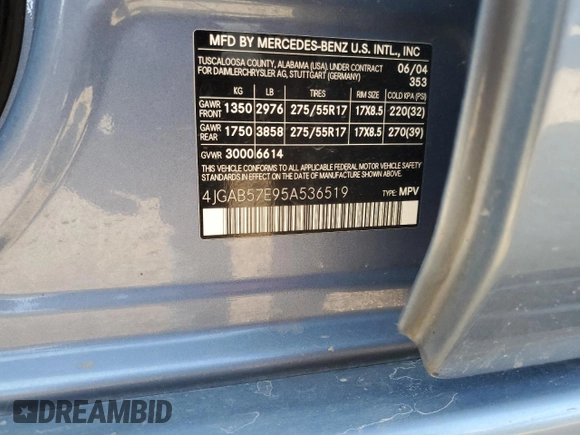 MFD BY MERCEDES-BENZ U.S. INTL., INC
TUSCALOOSA COUNTY, ALABAMA (USA), UNDER CONTRACT 06/04
FOR DAIMLERCHRYSLER AG, STUTTGART (GERMANY) 353
KG LB TIRES RIM SIZE COLD KPA (PSI)
GAWR FRONT 1350 2976 275/55R17 17X8.5 220(32)
GAWR REAR 1750 3858 275/55R17 17X8.5 270(39)
GVWR 3000 6614
THIS VEHICLE CONFORMS TO ALL APPLICABLE FEDERAL MOTOR VEHICLE SAFETY
STANDARDS IN EFFECT ON THE DATE OF MANUFACTURE SHOWN ABOVE.
4JGAB57E95A536519 TYPE: MPV
DREAMBID